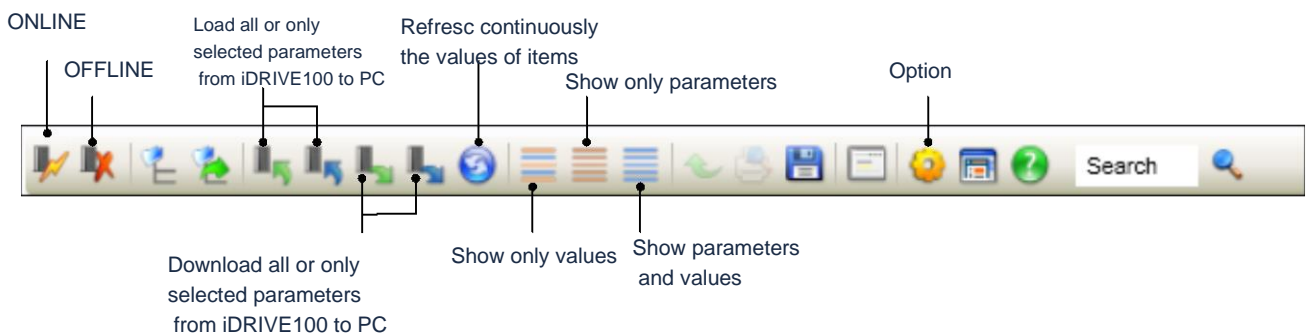 ONLINE
OFFLINE
Load all or only
selected parameters
from iDRIVE100 to PC
Refresc continuously
the values of items
Show only parameters
Option
Search
Download all or only
selected parameters
from iDRIVE100 to PC
Show only values
Show parameters
and values